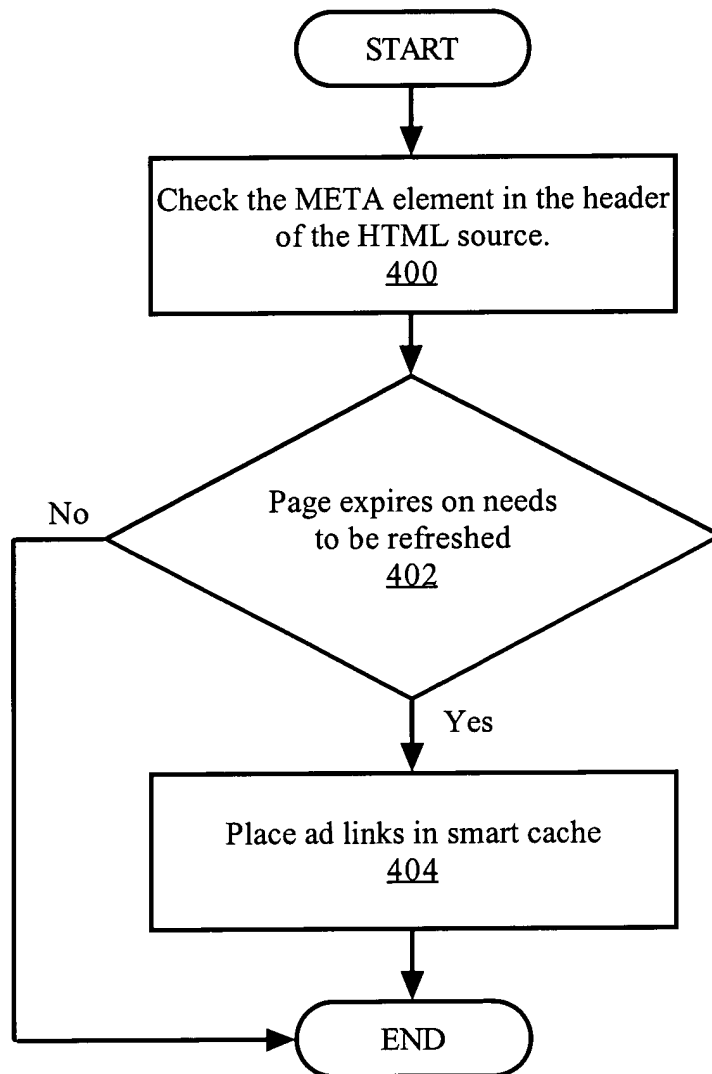 START
Check the META element in the header
of the HTML source.
400
Page expires on needs
to be refreshed
402
No
Yes
Place ad links in smart cache
404
END